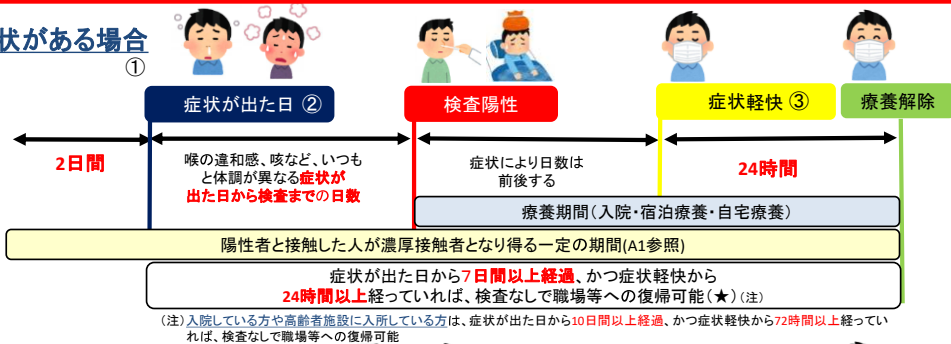 状がある場合
①
症状が出た日 ②
検査陽性
症状軽快 ③
療養解除
2日間
喉の違和感、咳など、いつも
と体調が異なる症状が
出た日から検査までの日数
症状により日数は
前後する
24時間
療養期間(入院・宿泊療養・自宅療養)
陽性者と接触した人が濃厚接触者となり得る一定の期間(A1参照)
症状が出た日から7日間以上経過、かつ症状軽快から
24時間以上経っていれば、検査なしで職場等への復帰可能(★)(注)
(注)入院している方や高齢者施設に入所している方は、症状が出た日から10日間以上経過、かつ症状軽快から72時間以上経ってい
れば、検査なしで職場等への復帰可能